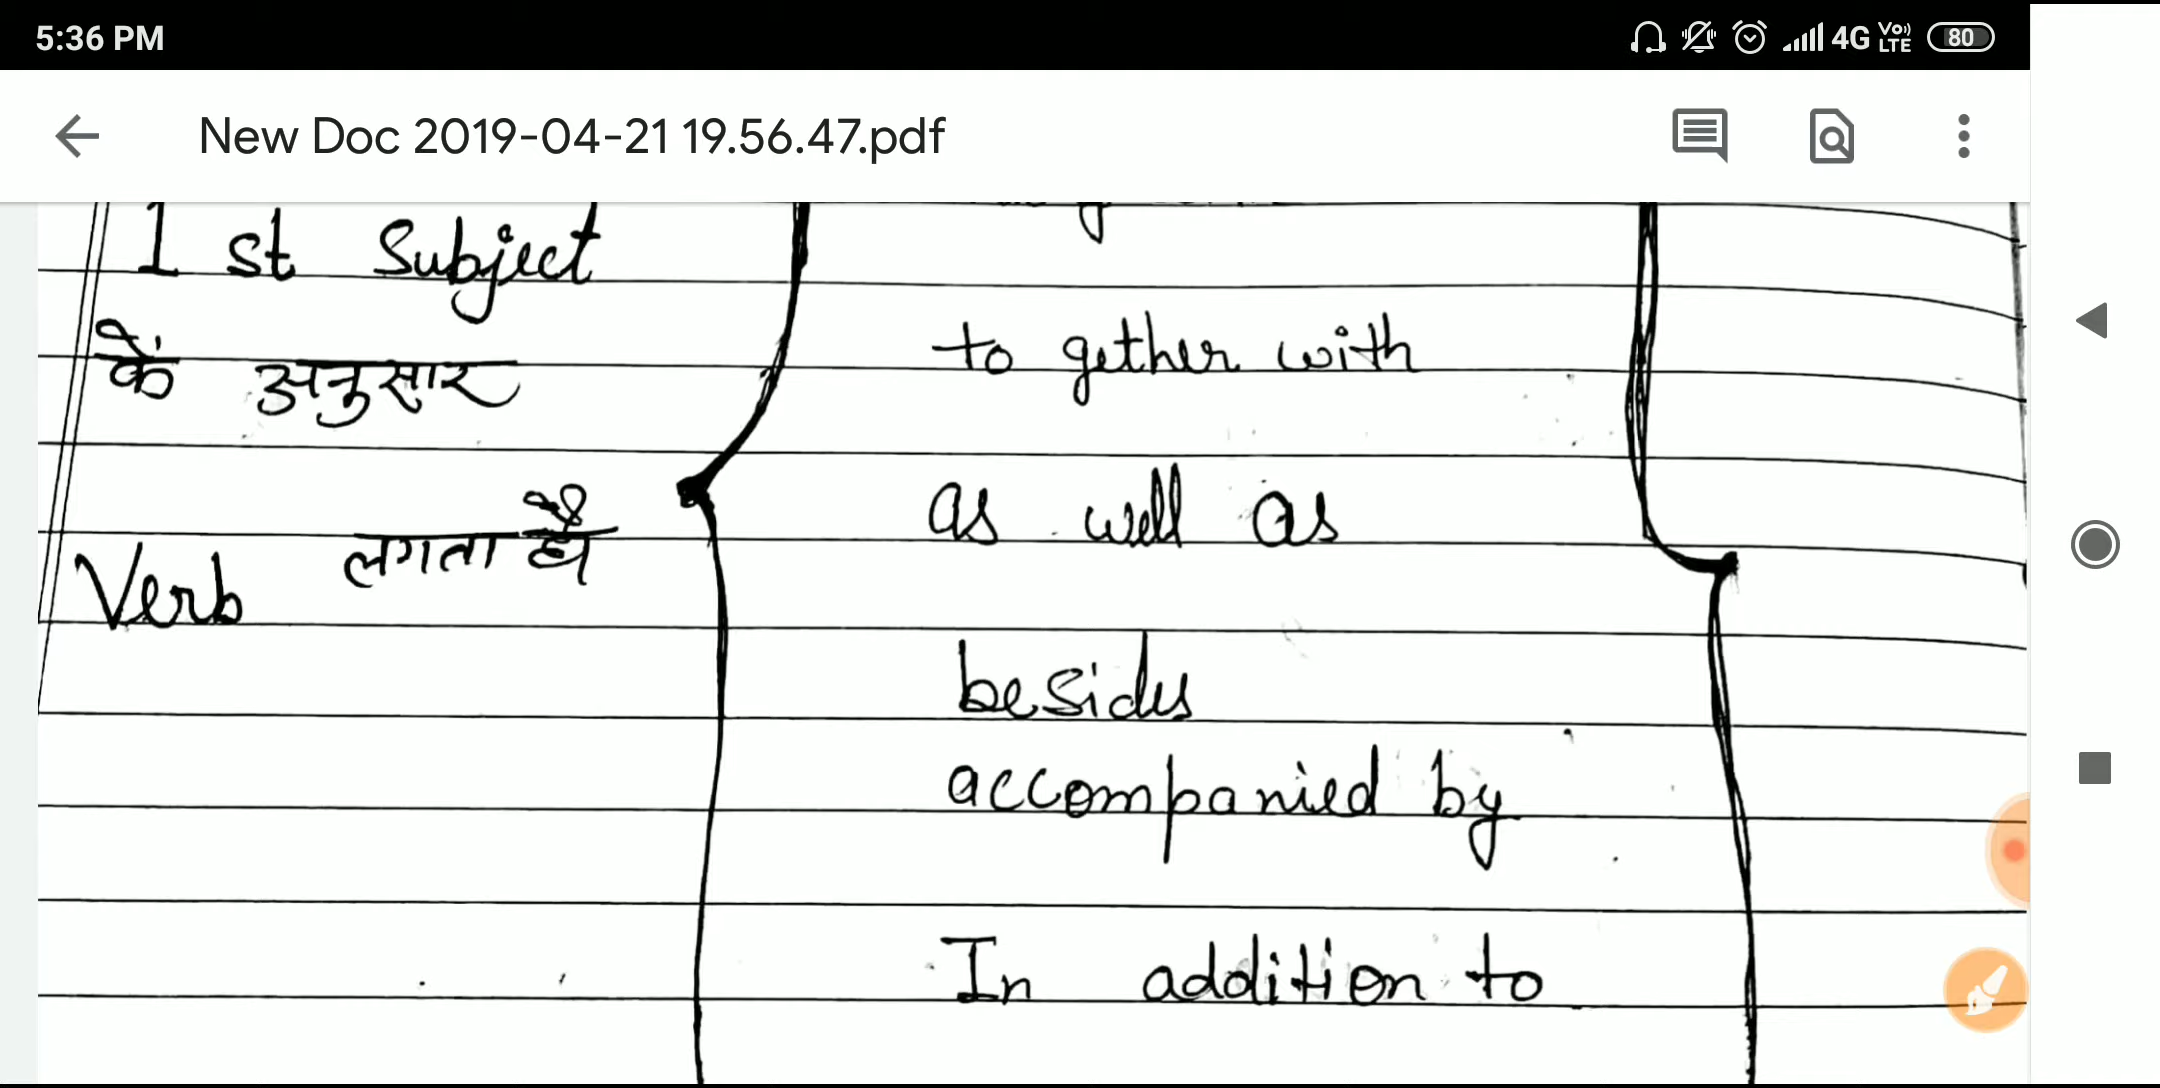 5:36 PM 4G VoLTE 80
New Doc 2019-04-21 19.56.47.pdf
1 st Subject
के अनुसार
Verb लगता है
to gether with
as well as
besides
accompanied by
In addition to